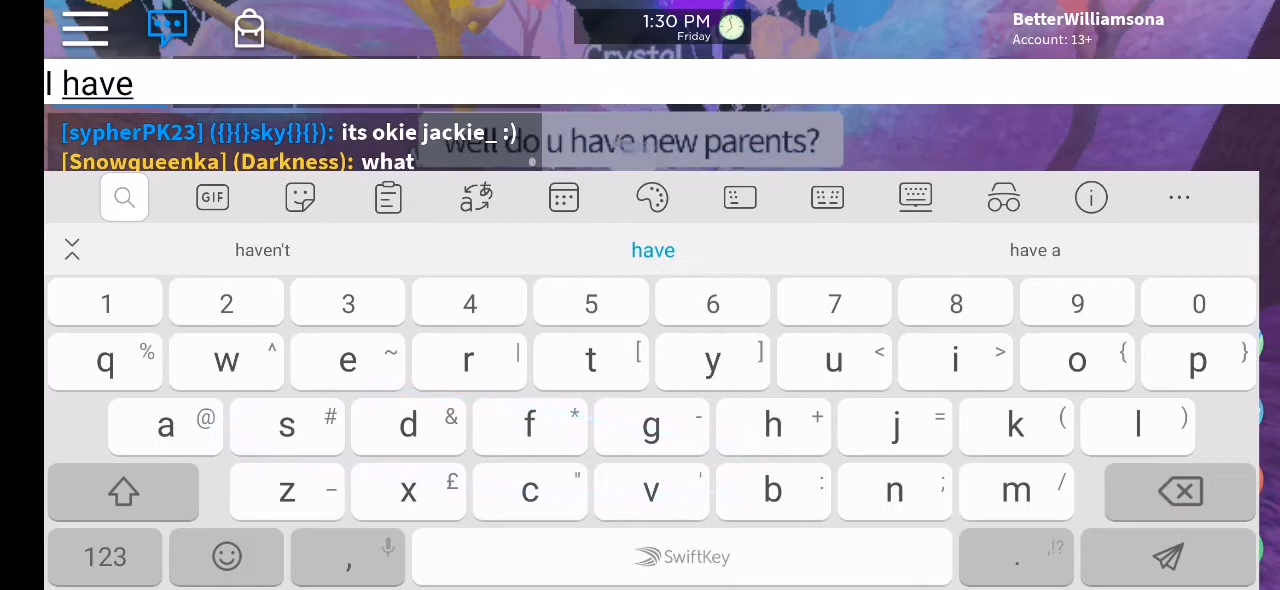 1:30 PM
Friday
BetterWilliamsona
Account: 13+
Crystal
I have
[sypherPK23] ({}{}sky{}{}): its okie jackie_ :)
well do u have new parents?
[Snowqueenka] (Darkness): what
GIF
haven't have have a
1 2 3 4 5 6 7 8 9 0
q % w ^ e ~ r | t [ y ] u < i > o { p }
a @ s # d & f * g - h + j = k ( l )
z _ x £ c " v ' b : n ; m /
123 , SwiftKey . ,!?